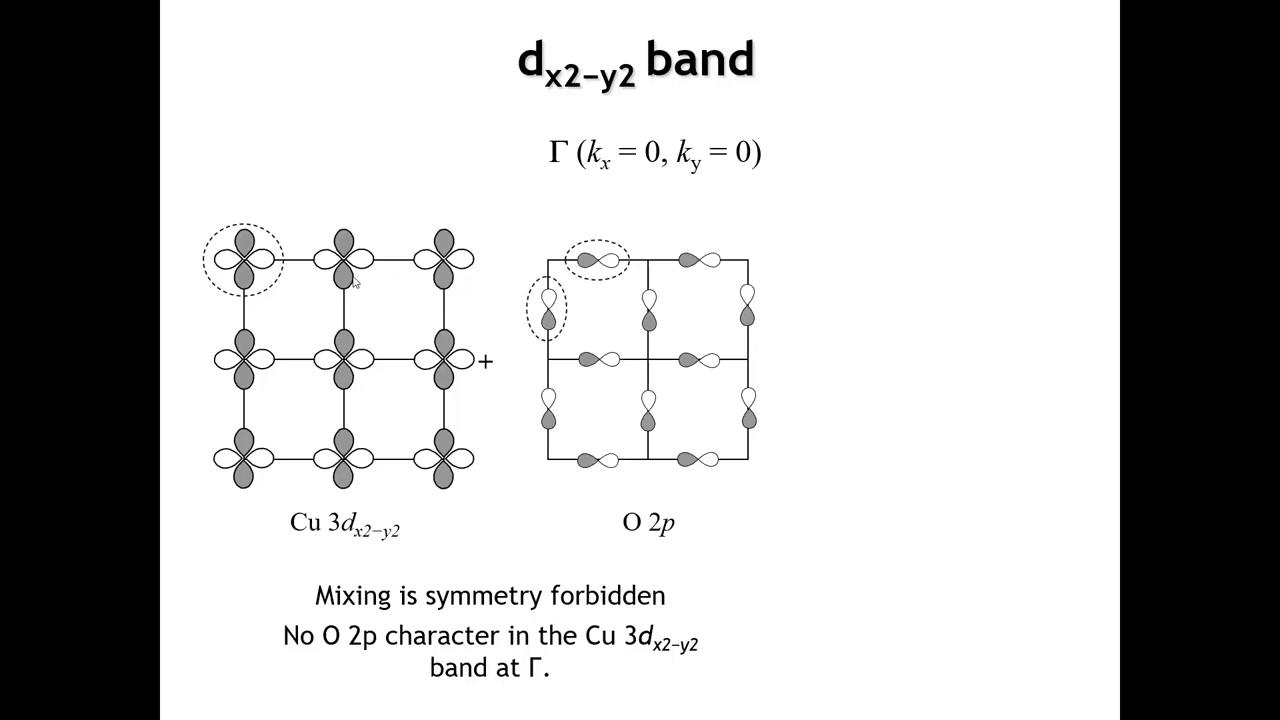 dx2−y2 band
Γ (kx = 0, ky = 0)
+
Cu 3dx2−y2
O 2p
Mixing is symmetry forbidden
No O 2p character in the Cu 3dx2−y2
band at Γ.